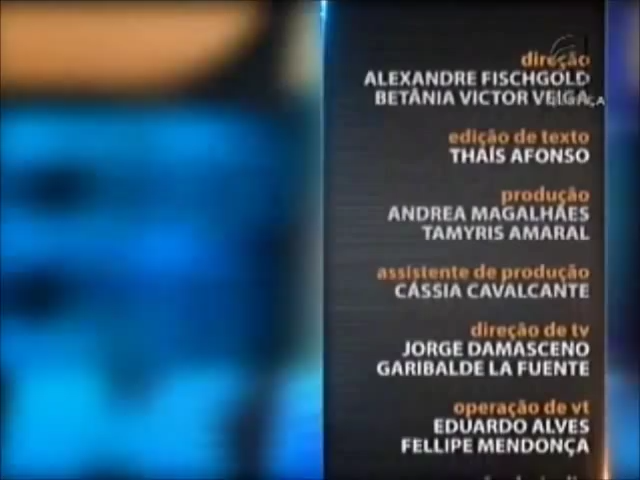 direção
ALEXANDRE FISCHGOLD
BETÂNIA VICTOR VEIGA
edição de texto
THAÍS AFONSO
produção
ANDREA MAGALHÃES
TAMYRIS AMARAL
assistente de produção
CÁSSIA CAVALCANTE
direção de tv
JORGE DAMASCENO
GARIBALDE LA FUENTE
operação de vt
EDUARDO ALVES
FELLIPE MENDONÇA